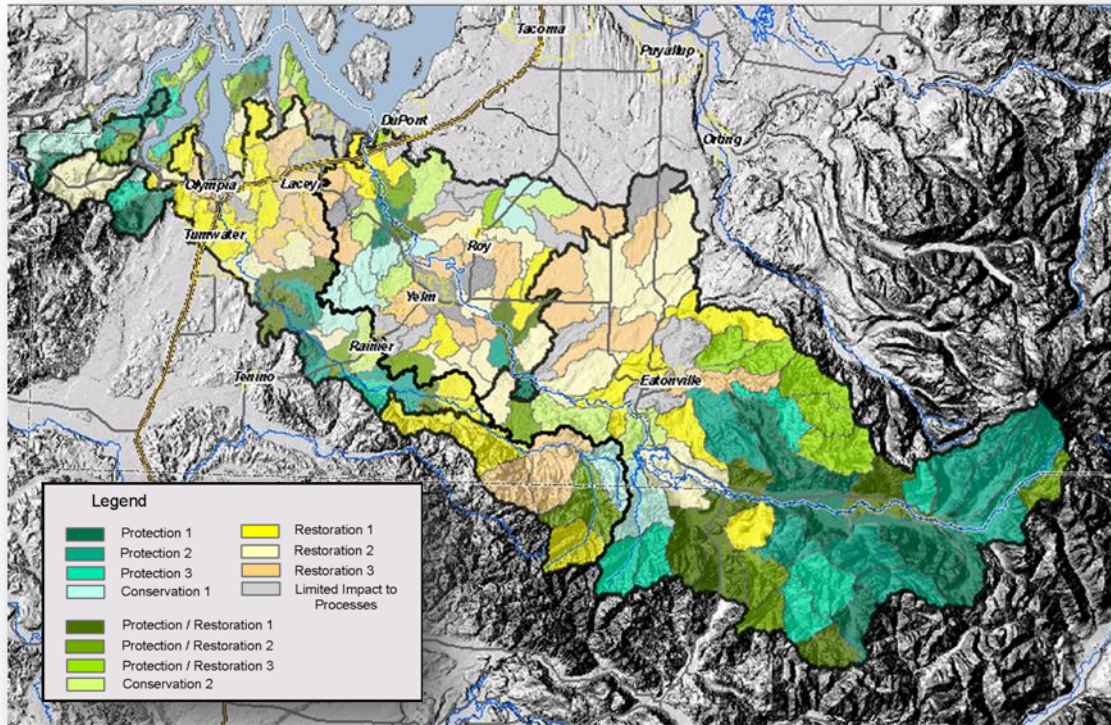 Tacoma
Puyallup
DuPont
Orting
Olympia
Lacey
Tumwater
Roy
Yelm
Rainier
Tenino
Eatonville
Legend
Protection 1
Protection 2
Protection 3
Conservation 1
Protection / Restoration 1
Protection / Restoration 2
Protection / Restoration 3
Conservation 2
Restoration 1
Restoration 2
Restoration 3
Limited Impact to
Processes